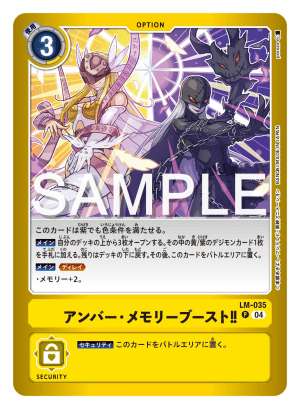 OPTION
使用
3
SAMPLE
このカードは紫でも色条件を満たせる。
メイン 自分のデッキの上から3枚オープンする。その中の黄/紫のデジモンカード1枚
を手札に加える。残りはデッキの下に戻す。その後、このカードをバトルエリアに置く。
メイン ディレイ
・メモリー+2。
LM-035
アンバー・メモリーブースト!!
P 04
セキュリティ このカードをバトルエリアに置く。
SECURITY